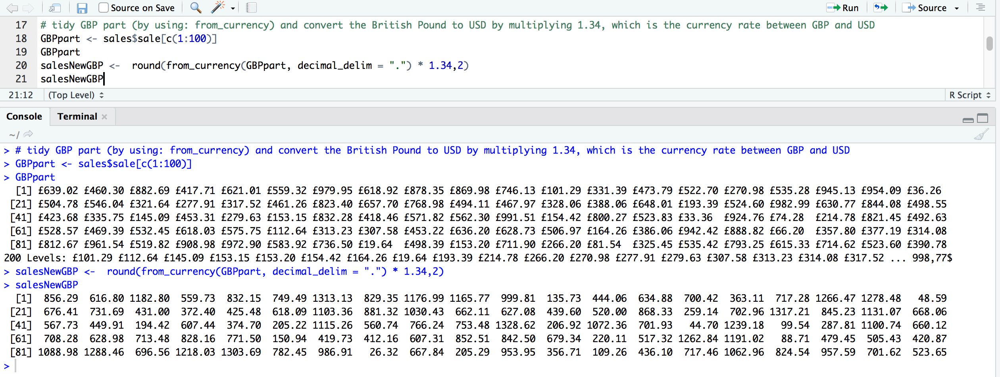 Source on Save Run Source
17 # tidy GBP part (by using: from_currency) and convert the British Pound to USD by multiplying 1.34, which is the currency rate between GBP and USD
18 GBPpart <- sales$sale[c(1:100)]
19 GBPpart
20 salesNewGBP <-  round(from_currency(GBPpart, decimal_delim = ".") * 1.34,2)
21 salesNewGBP
21:12 (Top Level) R Script
Console Terminal
~/
> # tidy GBP part (by using: from_currency) and convert the British Pound to USD by multiplying 1.34, which is the currency rate between GBP and USD
> GBPpart <- sales$sale[c(1:100)]
> GBPpart
[1] £639.02 £460.30 £882.69 £417.71 £621.01 £559.32 £979.95 £618.92 £878.35 £869.98 £746.13 £101.29 £331.39 £473.79 £522.70 £270.98 £535.28 £945.13 £954.09 £36.26
[21] £504.78 £546.04 £321.64 £277.91 £317.52 £461.26 £823.40 £657.70 £768.98 £494.11 £467.97 £328.06 £388.06 £648.01 £193.39 £524.60 £982.99 £630.77 £844.08 £498.55
[41] £423.68 £335.75 £145.09 £453.31 £279.63 £153.15 £832.28 £418.46 £571.82 £562.30 £991.51 £154.42 £800.27 £523.83 £33.36 £924.76 £74.28 £214.78 £821.45 £492.63
[61] £528.57 £469.39 £532.45 £618.03 £575.75 £112.64 £313.23 £307.58 £453.22 £636.20 £628.73 £506.97 £164.26 £386.06 £942.42 £888.82 £66.20 £357.80 £377.19 £314.08
[81] £812.67 £961.54 £519.82 £908.98 £972.90 £583.92 £736.50 £19.64 £498.39 £153.20 £711.90 £266.20 £81.54 £325.45 £535.42 £793.25 £615.33 £714.62 £523.60 £390.78
200 Levels: £101.29 £112.64 £145.09 £153.15 £153.20 £154.42 £164.26 £19.64 £193.39 £214.78 £266.20 £270.98 £277.91 £279.63 £307.58 £313.23 £314.08 £317.52 ... 998,77$
> salesNewGBP <-  round(from_currency(GBPpart, decimal_delim = ".") * 1.34,2)
> salesNewGBP
[1] 856.29 616.80 1182.80 559.73 832.15 749.49 1313.13 829.35 1176.99 1165.77 999.81 135.73 444.06 634.88 700.42 363.11 717.28 1266.47 1278.48 48.59
[21] 676.41 731.69 431.00 372.40 425.48 618.09 1103.36 881.32 1030.43 662.11 627.08 439.60 520.00 868.33 259.14 702.96 1317.21 845.23 1131.07 668.06
[41] 567.73 449.91 194.42 607.44 374.70 205.22 1115.26 560.74 766.24 753.48 1328.62 206.92 1072.36 701.93 44.70 1239.18 99.54 287.81 1100.74 660.12
[61] 708.28 628.98 713.48 828.16 771.50 150.94 419.73 412.16 607.31 852.51 842.50 679.34 220.11 517.32 1262.84 1191.02 88.71 479.45 505.43 420.87
[81] 1088.98 1288.46 696.56 1218.03 1303.69 782.45 986.91 26.32 667.84 205.29 953.95 356.71 109.26 436.10 717.46 1062.96 824.54 957.59 701.62 523.65
>